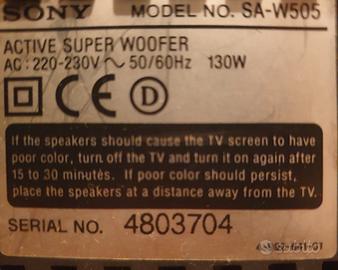 SONY MODEL NO. SA-W505
ACTIVE SUPER WOOFER
AC: 220-230V ~ 50/60Hz 130W
CE D
If the speakers should cause the TV screen to have
poor color, turn off the TV and turn it on again after
15 to 30 minutes. If poor color should persist,
place the speakers at a distance away from the TV.
SERIAL NO. 4803704